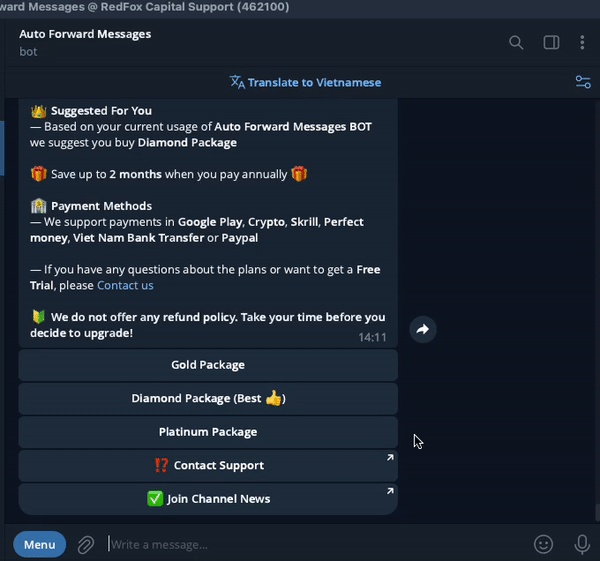 ward Messages @ RedFox Capital Support (462100)
Auto Forward Messages
bot
Translate to Vietnamese
Suggested For You
— Based on your current usage of Auto Forward Messages BOT
we suggest you buy Diamond Package
Save up to 2 months when you pay annually
Payment Methods
— We support payments in Google Play, Crypto, Skrill, Perfect
money, Viet Nam Bank Transfer or Paypal
— If you have any questions about the plans or want to get a Free
Trial, please Contact us
We do not offer any refund policy. Take your time before you
decide to upgrade!
14:11
Gold Package
Diamond Package (Best 👍)
Platinum Package
⁉️ Contact Support
✅ Join Channel News
Menu
Write a message...